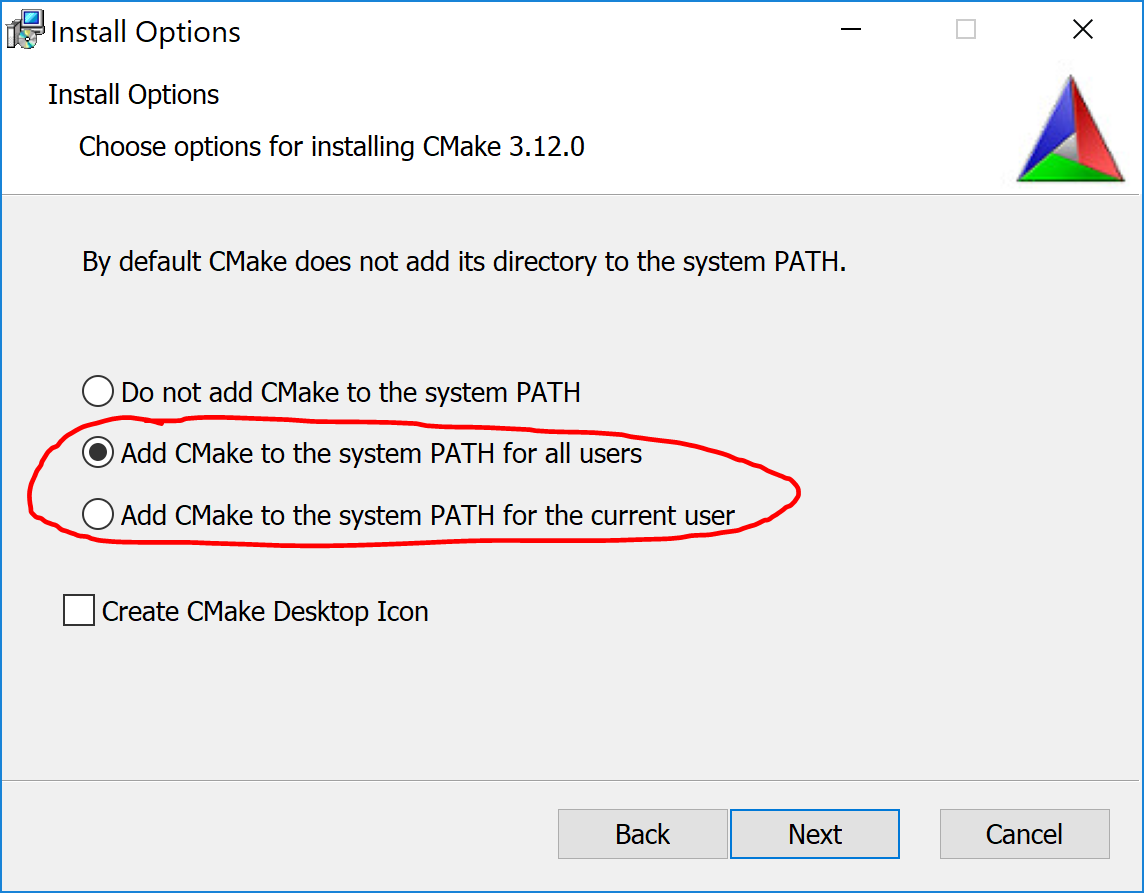 Install Options
Install Options
Choose options for installing CMake 3.12.0
By default CMake does not add its directory to the system PATH.
Do not add CMake to the system PATH
Add CMake to the system PATH for all users
Add CMake to the system PATH for the current user
Create CMake Desktop Icon
Back Next Cancel